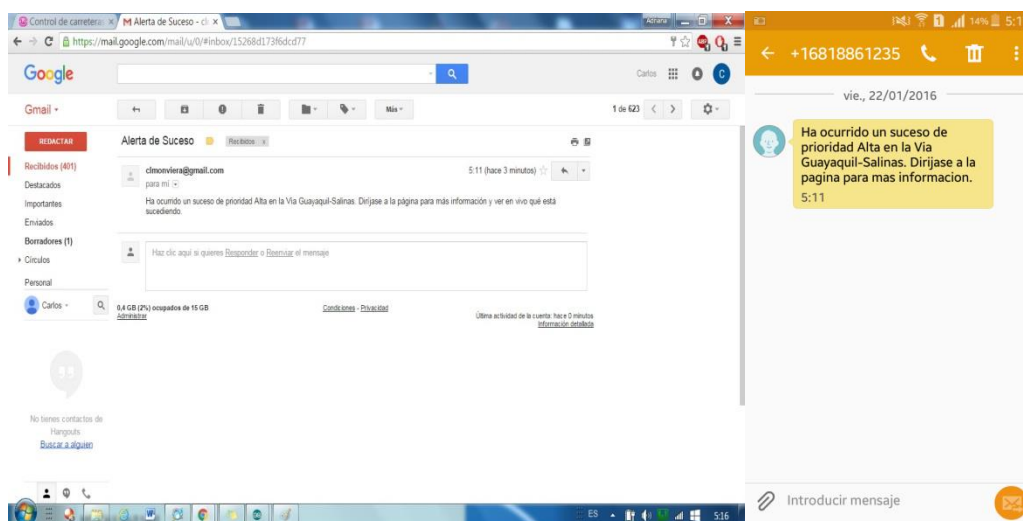 Control de carreteras
Alerta de Suceso - cl
Adriana
https://mail.google.com/mail/u/0/#inbox/15268d173f6dcd77
Google
Carlos
C
Gmail
Más
1 de 623
REDACTAR
Recibidos (401)
Destacados
Importantes
Enviados
Borradores (1)
Círculos
Personal
Carlos
Alerta de Suceso
Recibidos x
clmonviera@gmail.com
5:11 (hace 3 minutos)
para mí
Ha ocurrido un suceso de prioridad Alta en la Via Guayaquil-Salinas. Dirijase a la página para más información y ver en vivo qué está
sucediendo.
Haz clic aquí si quieres Responder o Reenviar el mensaje
0,4 GB (2%) ocupados de 15 GB
Administrar
Condiciones - Privacidad
Última actividad de la cuenta: hace 0 minutos
Información detallada
No tienes contactos de
Hangouts
Buscar a alguien
ES
5:16
14%
5:1
+16818861235
vie., 22/01/2016
Ha ocurrido un suceso de
prioridad Alta en la Via
Guayaquil-Salinas. Dirijase a la
pagina para mas informacion.
5:11
Introducir mensaje